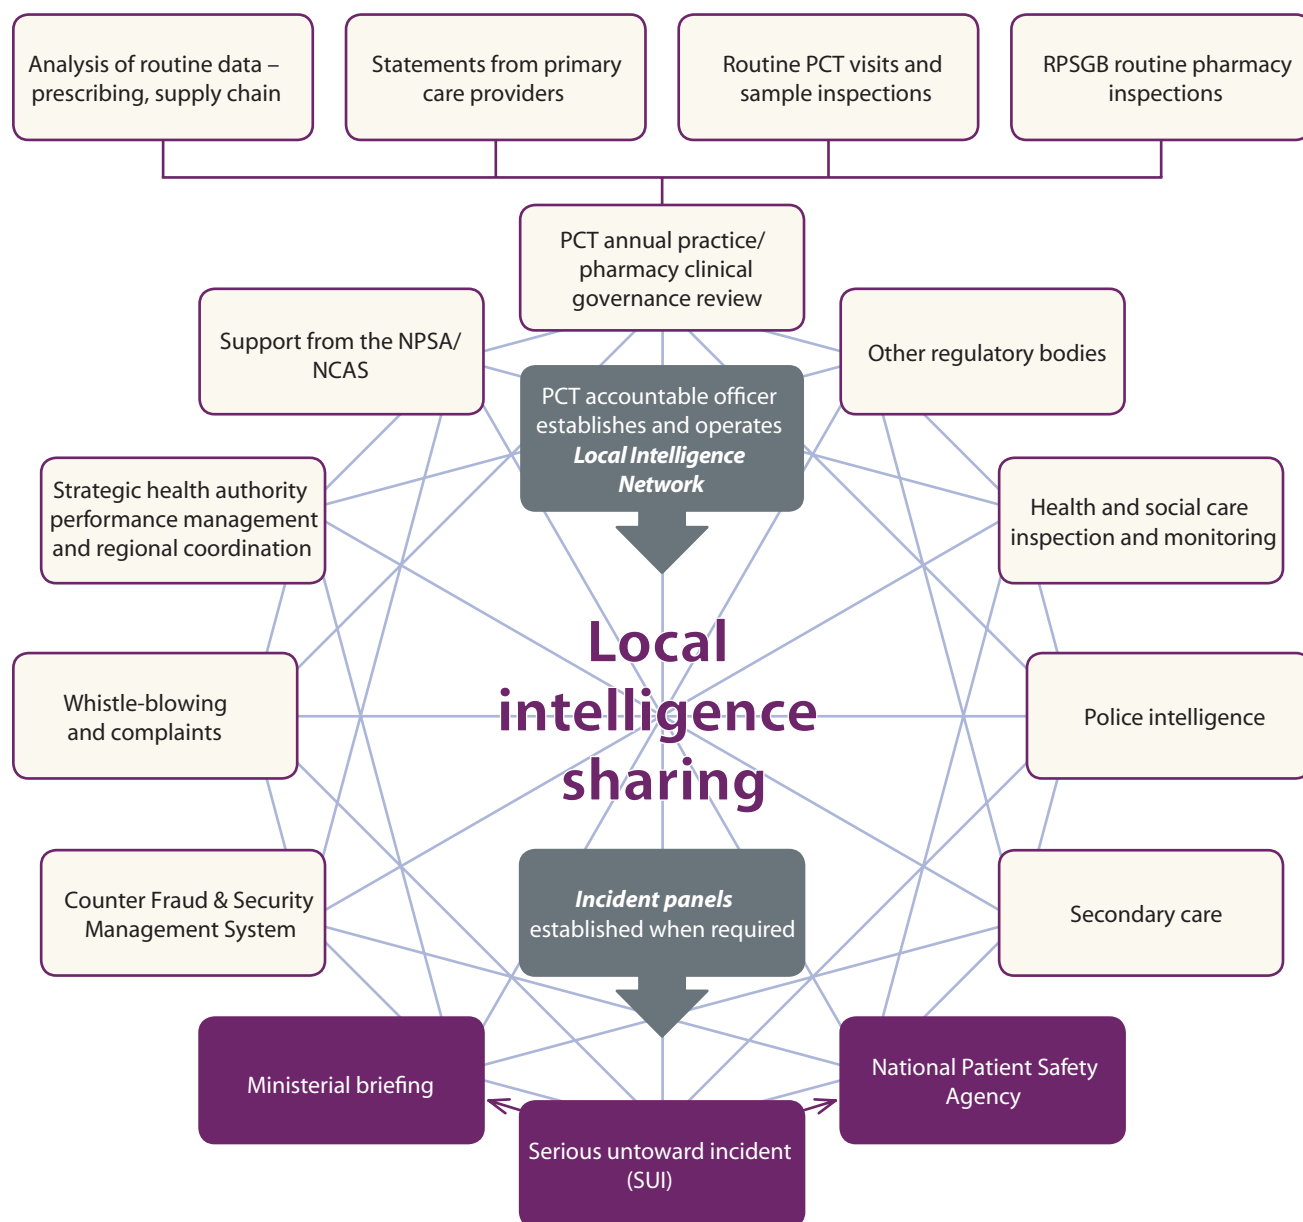 Analysis of routine data –
prescribing, supply chain
Statements from primary
care providers
Routine PCT visits and
sample inspections
RPSGB routine pharmacy
inspections
PCT annual practice/
pharmacy clinical
governance review
Support from the NPSA/
NCAS
Other regulatory bodies
PCT accountable officer
establishes and operates
Local Intelligence
Network
Strategic health authority
performance management
and regional coordination
Health and social care
inspection and monitoring
Local
intelligence
sharing
Whistle-blowing
and complaints
Police intelligence
Counter Fraud & Security
Management System
Incident panels
established when required
Secondary care
Ministerial briefing
National Patient Safety
Agency
Serious untoward incident
(SUI)